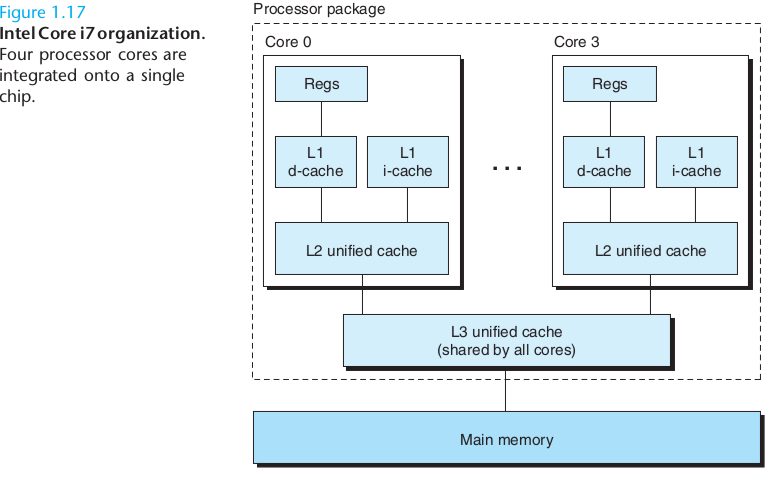 Figure 1.17
Intel Core i7 organization.
Four processor cores are
integrated onto a single
chip.
Processor package
Core 0
Regs
L1
d-cache
L1
i-cache
L2 unified cache
. . .
Core 3
Regs
L1
d-cache
L1
i-cache
L2 unified cache
L3 unified cache
(shared by all cores)
Main memory